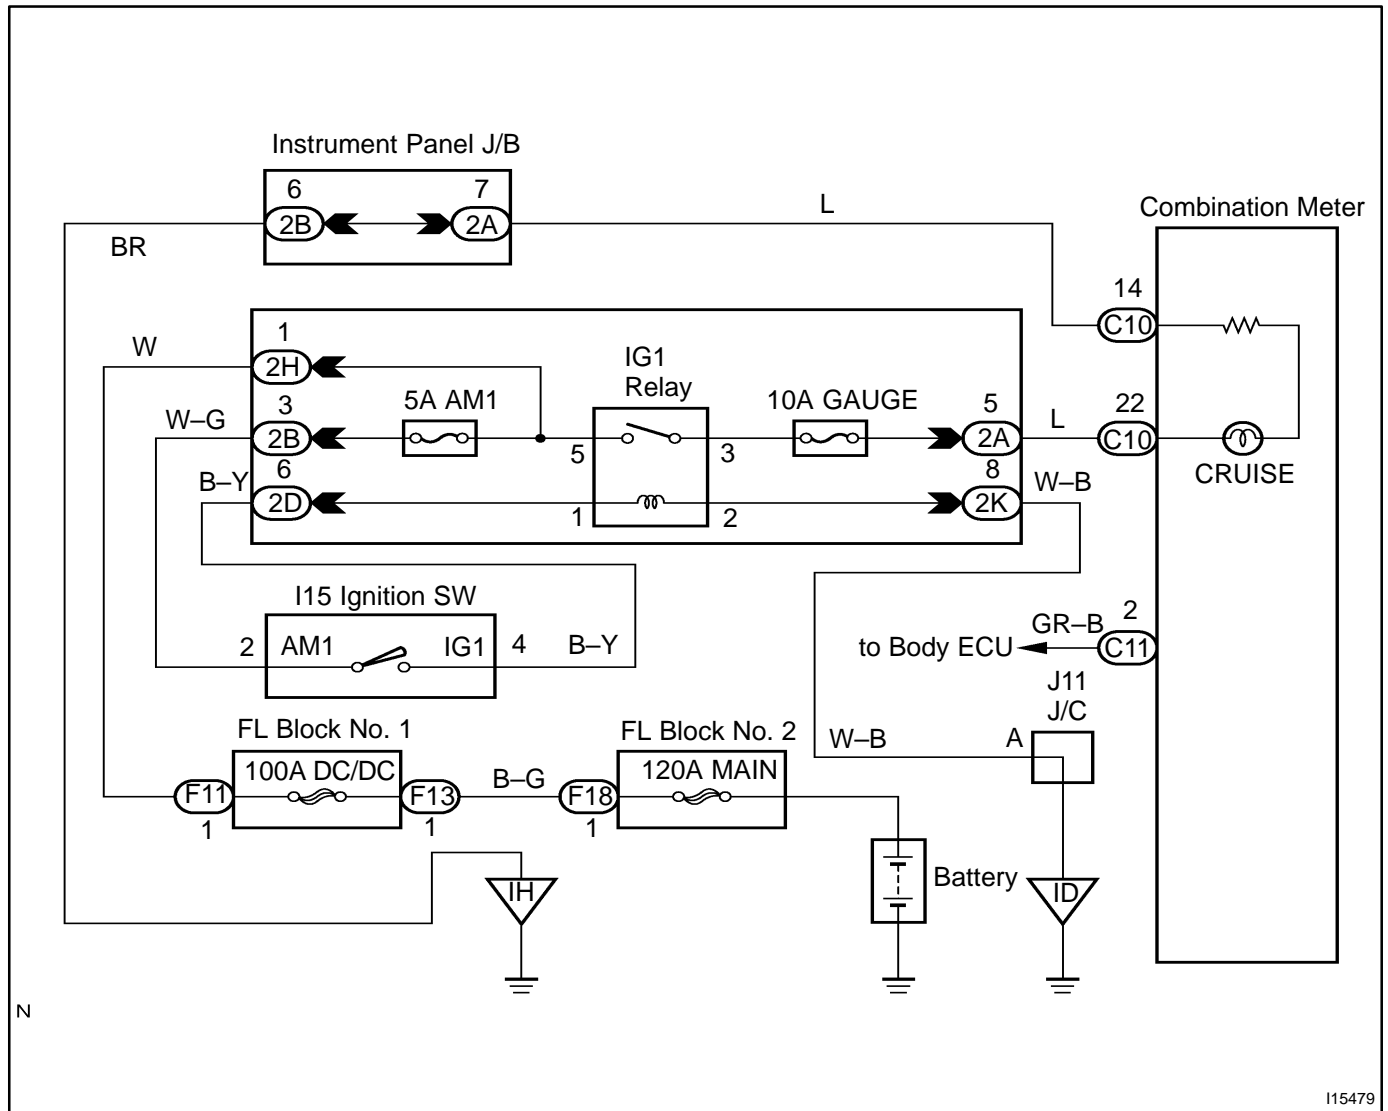 Instrument Panel J/B
6 7
2B 2A
L
BR
Combination Meter
14
C10
1
W
2H
IG1
Relay
3
5A AM1
10A GAUGE
5
22
W–G
2B
5
3
2A
L
C10
CRUISE
6
8
B–Y
2D
1
2
2K
W–B
I15 Ignition SW
2
AM1
IG1
4
B–Y
2
GR–B
to Body ECU
C11
J11
J/C
A
W–B
FL Block No. 1
FL Block No. 2
100A DC/DC
120A MAIN
F11
F13
B–G
F18
1
1
1
Battery
IH
ID
N
I15479